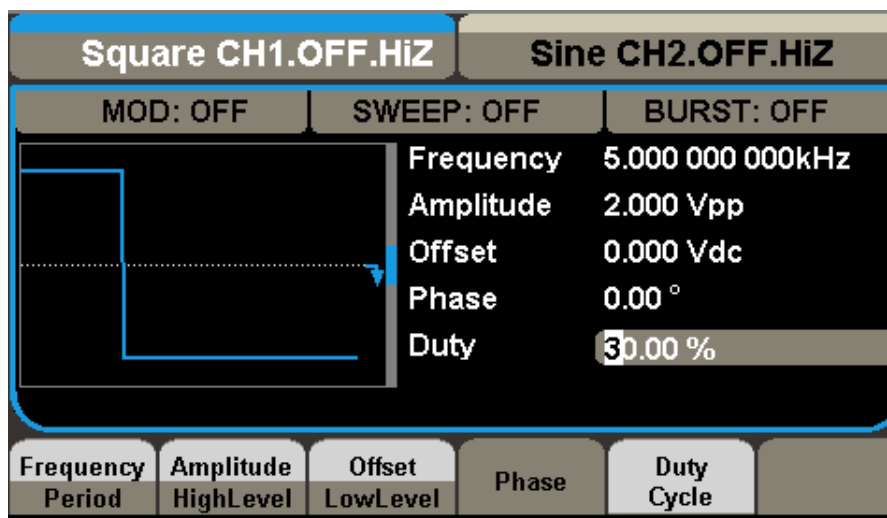 Square CH1.OFF.HiZ Sine CH2.OFF.HiZ
MOD: OFF SWEEP: OFF BURST: OFF
Frequency 5.000 000 000kHz
Amplitude 2.000 Vpp
Offset 0.000 Vdc
Phase 0.00 °
Duty 30.00 %
Frequency Amplitude Offset Phase Duty
Period HighLevel LowLevel Cycle